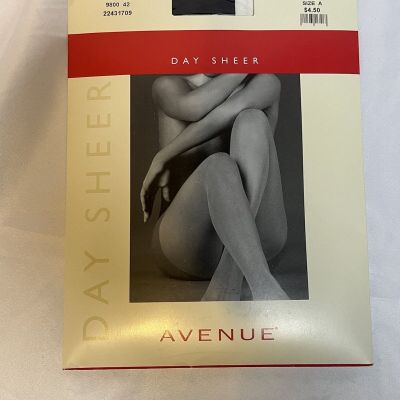 9800 42
22431709
SIZE A
$4.50
DAY SHEER
DAY SHEER
AVENUE®